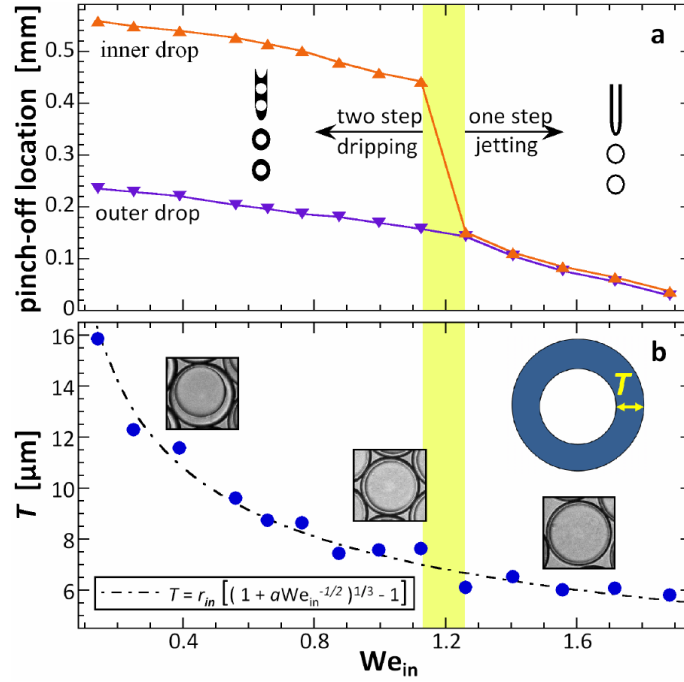 pinch-off location [mm]
0.5
0.4
0.3
0.2
0.1
0
a
inner drop
two step
dripping
one step
jetting
outer drop
T [μm]
16
14
12
10
8
6
b
T
T = r_in [( 1 + aWe_in^-1/2 )^1/3 - 1]
0.4
0.8
1.2
1.6
We_in